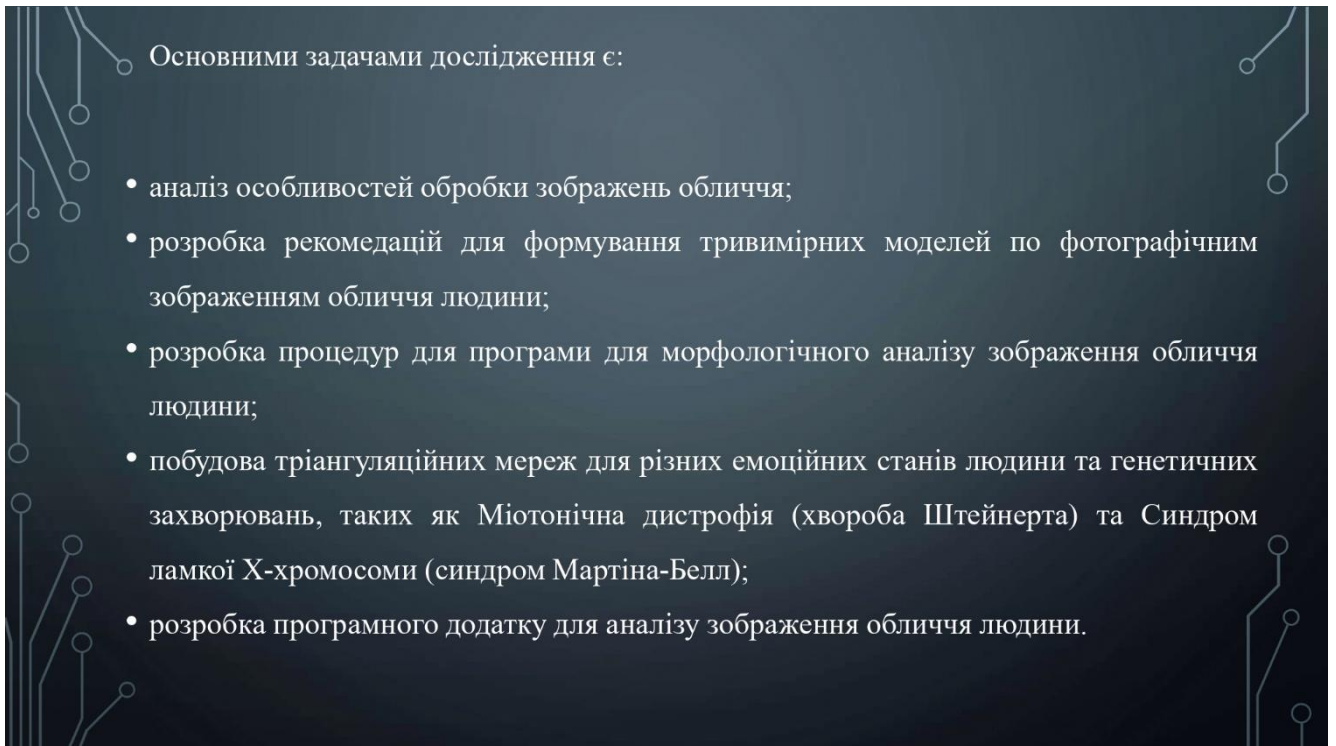 Основними задачами дослідження є:
• аналіз особливостей обробки зображень обличчя;
• розробка рекомедацій для формування тривимірних моделей по фотографічним
зображенням обличчя людини;
• розробка процедур для програми для морфологічного аналізу зображення обличчя
людини;
• побудова тріангуляційних мереж для різних емоційних станів людини та генетичних
захворювань, таких як Міотонічна дистрофія (хвороба Штейнерта) та Синдром
ламкої Х-хромосоми (синдром Мартіна-Белл);
• розробка програмного додатку для аналізу зображення обличчя людини.